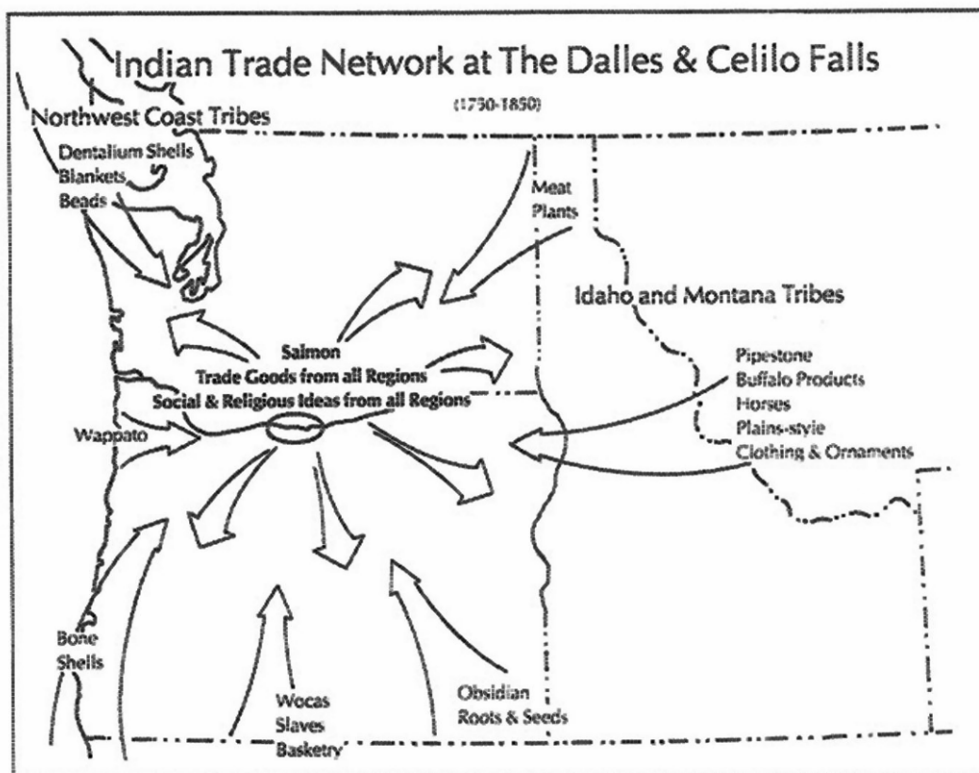 Indian Trade Network at The Dalles & Celilo Falls
(1750-1850)
Northwest Coast Tribes
Dentalium Shells
Blankets
Beads
Meat
Plants
Idaho and Montana Tribes
Salmon
Trade Goods from all Regions
Social & Religious Ideas from all Regions
Pipestone
Buffalo Products
Horses
Plains-style
Clothing & Ornaments
Wappato
Bone
Shells
Wocas
Slaves
Basketry
Obsidian
Roots & Seeds